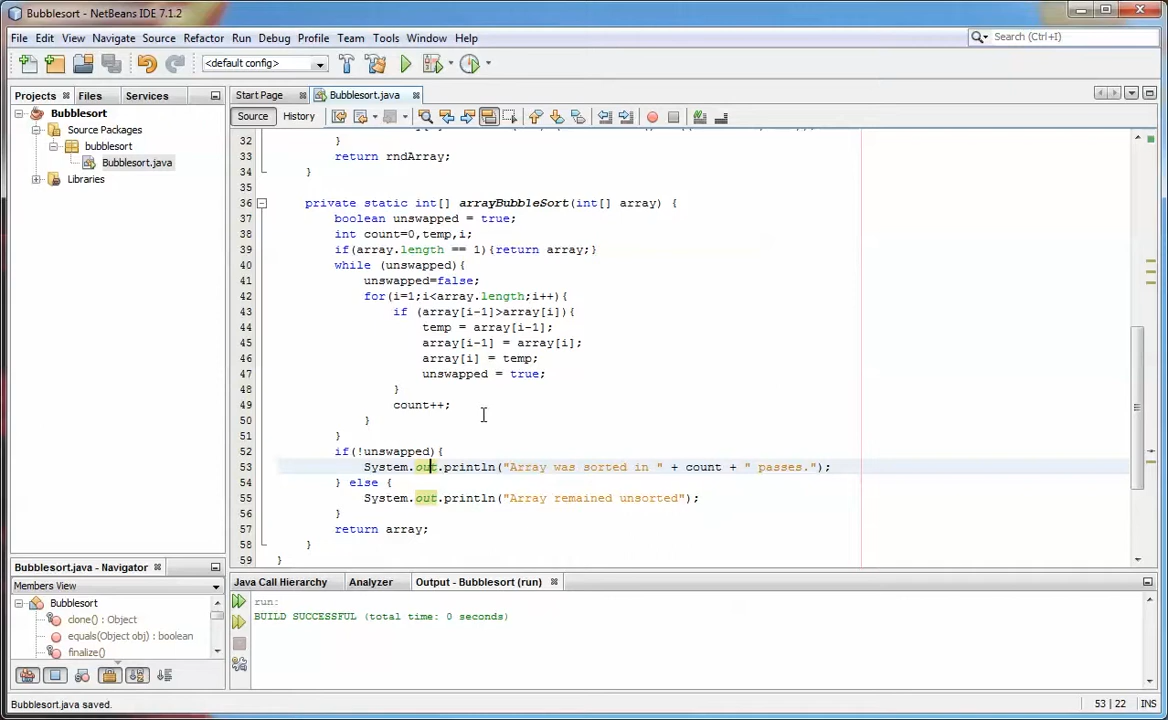 Bubblesort - NetBeans IDE 7.1.2
File Edit View Navigate Source Refactor Run Debug Profile Team Tools Window Help
Search (Ctrl+I)
<default config>
Projects Files Services
Bubblesort
Source Packages
bubblesort
Bubblesort.java
Libraries
Start Page Bubblesort.java
Source History
32 }
33 return rndArray;
34 }
35
36 private static int[] arrayBubbleSort(int[] array) {
37 boolean unswapped = true;
38 int count=0,temp,i;
39 if(array.length == 1){return array;}
40 while (unswapped){
41 unswapped=false;
42 for(i=1;i<array.length;i++){
43 if (array[i-1]>array[i]){
44 temp = array[i-1];
45 array[i-1] = array[i];
46 array[i] = temp;
47 unswapped = true;
48 }
49 count++;
50 }
51 }
52 if(!unswapped){
53 System.out.println("Array was sorted in " + count + " passes.");
54 } else {
55 System.out.println("Array remained unsorted");
56 }
57 return array;
58 }
59 }
Bubblesort.java - Navigator
Members View
Bubblesort
clone() : Object
equals(Object obj) : boolean
finalize()
Java Call Hierarchy Analyzer Output - Bubblesort (run)
run:
BUILD SUCCESSFUL (total time: 0 seconds)
Bubblesort.java saved.
53 | 22 INS